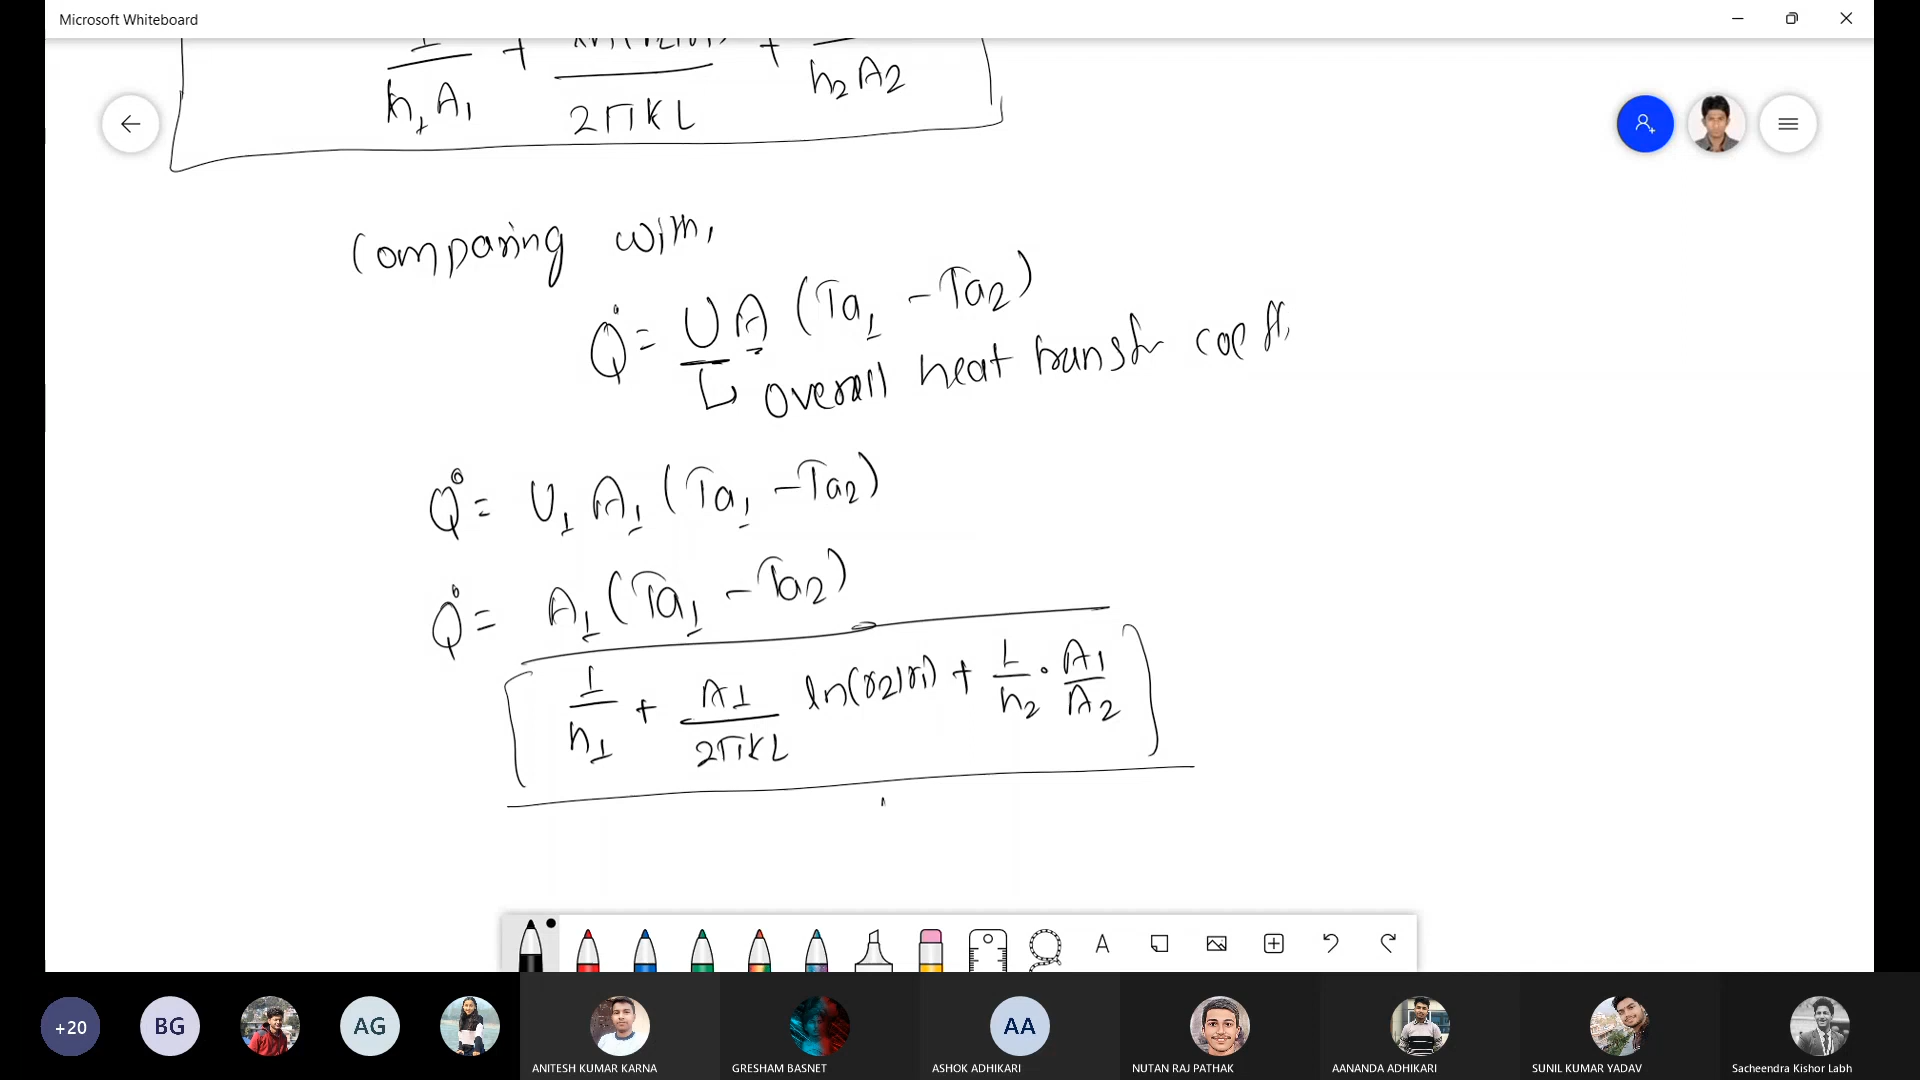 Microsoft Whiteboard
1/(h₁A₁) + ln(r₂/r₁)/(2πKL) + /(h₂A₂)
Comparing with,
Q̇ = UA (Ta₁ - Ta₂)
↳ Overall heat transfr coeff,
Q̇ = U₁ A₁ (Ta₁ - Ta₂)
Q̇ = A₁ (Ta₁ - Ta₂)
[ 1/h₁ + A₁/(2πKL) ln(r₂/r₁) + 1/h₂ · A₁/A₂ ]
A
+20
BG
AG
AA
ANITESH KUMAR KARNA
GRESHAM BASNET
ASHOK ADHIKARI
NUTAN RAJ PATHAK
AANANDA ADHIKARI
SUNIL KUMAR YADAV
Sacheendra Kishor Labh